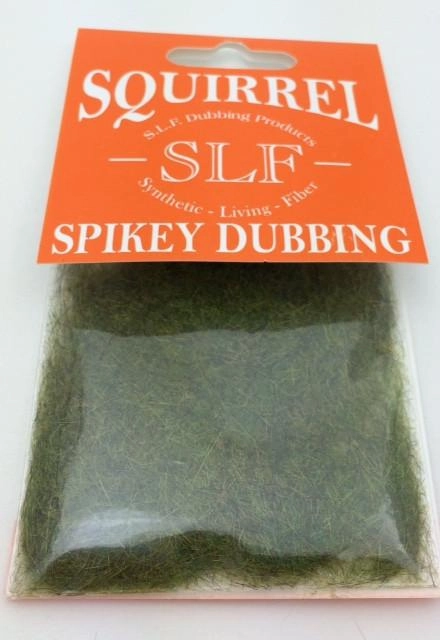 SQUIRREL
S.L.F. Dubbing Products
- SLF -
Synthetic - Living - Fiber
SPIKEY DUBBING